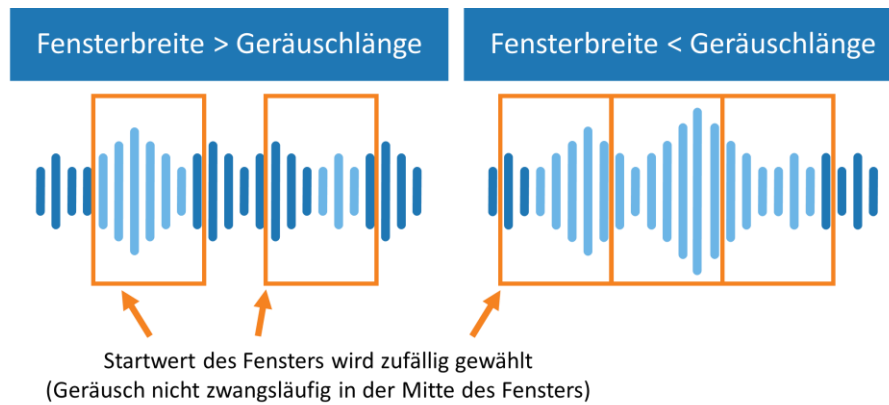 Fensterbreite > Geräuschlänge
Fensterbreite < Geräuschlänge
Startwert des Fensters wird zufällig gewählt
(Geräusch nicht zwangsläufig in der Mitte des Fensters)